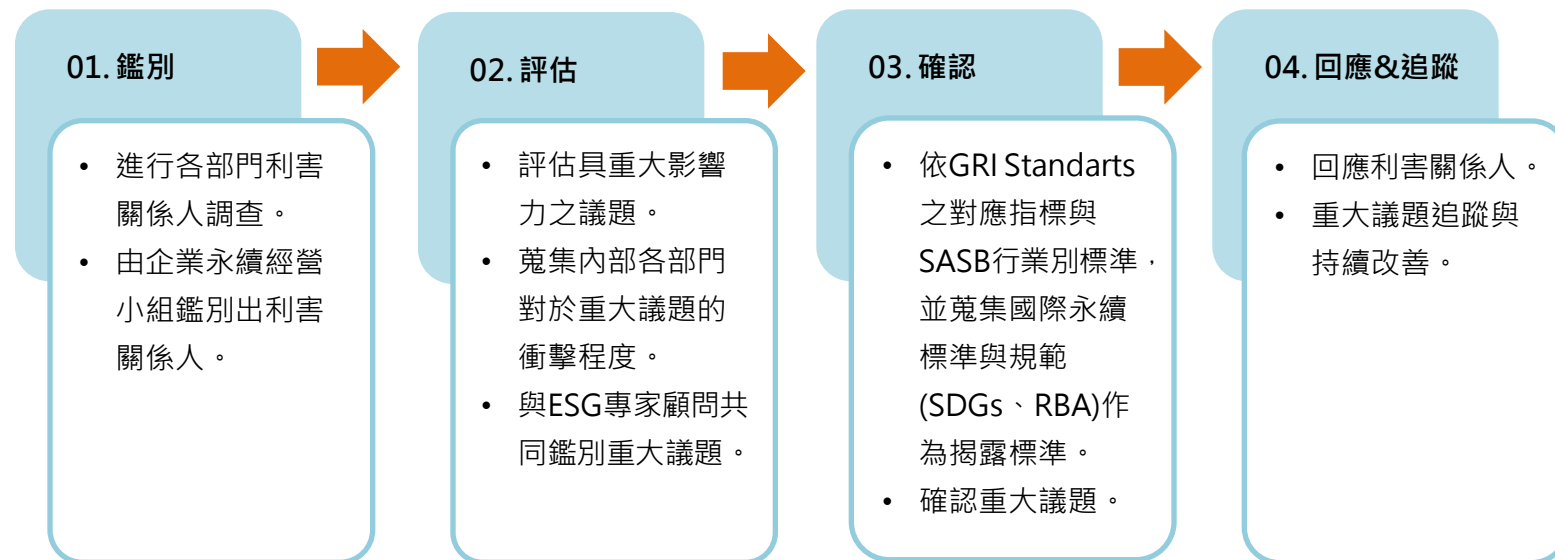 01. 鑑別
• 進行各部門利害
關係人調查。
• 由企業永續經營
小組鑑別出利害
關係人。
02. 評估
• 評估具重大影響
力之議題。
• 蒐集內部各部門
對於重大議題的
衝擊程度。
• 與ESG專家顧問共
同鑑別重大議題。
03. 確認
• 依GRI Standarts
之對應指標與
SASB行業別標準,
並蒐集國際永續
標準與規範
(SDGs、RBA)作
為揭露標準。
• 確認重大議題。
04. 回應&追蹤
• 回應利害關係人。
• 重大議題追蹤與
持續改善。